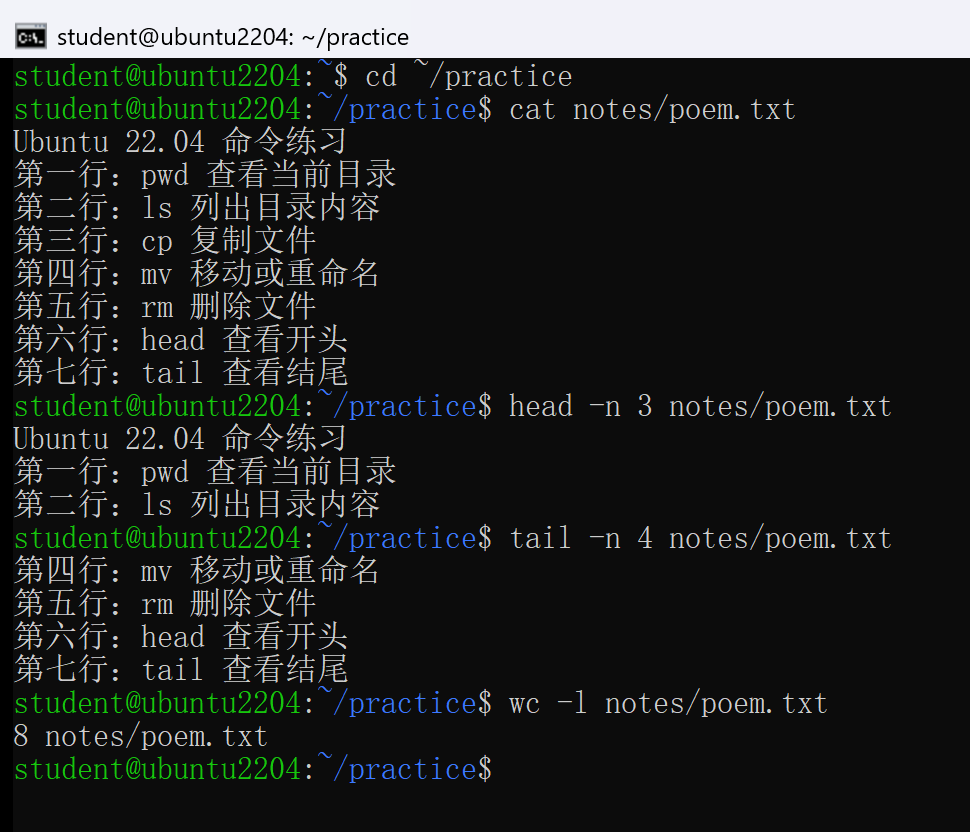 student@ubuntu2204: ~/practice
student@ubuntu2204:~$ cd ~/practice
student@ubuntu2204:~/practice$ cat notes/poem.txt
Ubuntu 22.04 命令练习
第一行：pwd 查看当前目录
第二行：ls 列出目录内容
第三行：cp 复制文件
第四行：mv 移动或重命名
第五行：rm 删除文件
第六行：head 查看开头
第七行：tail 查看结尾
student@ubuntu2204:~/practice$ head -n 3 notes/poem.txt
Ubuntu 22.04 命令练习
第一行：pwd 查看当前目录
第二行：ls 列出目录内容
student@ubuntu2204:~/practice$ tail -n 4 notes/poem.txt
第四行：mv 移动或重命名
第五行：rm 删除文件
第六行：head 查看开头
第七行：tail 查看结尾
student@ubuntu2204:~/practice$ wc -l notes/poem.txt
8 notes/poem.txt
student@ubuntu2204:~/practice$